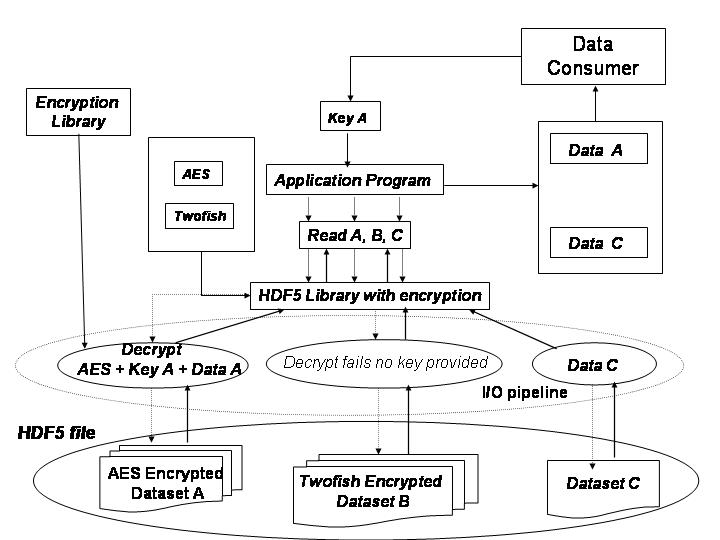 Data
Consumer
Encryption
Library
Key A
Data A
AES
Application Program
Twofish
Read A, B, C
Data C
HDF5 Library with encryption
Decrypt
AES + Key A + Data A
Decrypt fails no key provided
Data C
I/O pipeline
HDF5 file
AES Encrypted
Dataset A
Twofish Encrypted
Dataset B
Dataset C